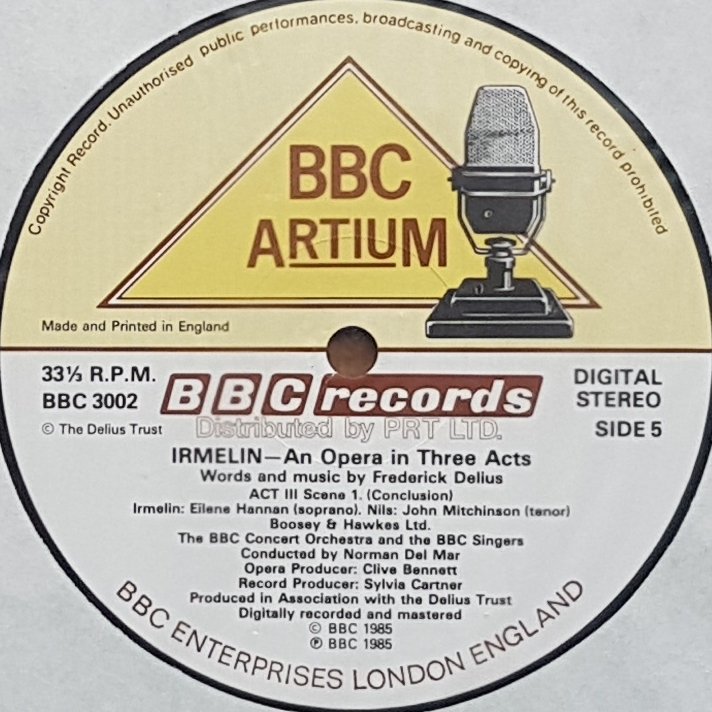 Copyright Record. Unauthorised public performances, broadcasting and copying of this record prohibited
BBC
ARTIUM
Made and Printed in England
33⅓ R.P.M.
BBC 3002
© The Delius Trust
BBC records
Distributed by PRT LTD.
DIGITAL
STEREO
SIDE 5
IRMELIN—An Opera in Three Acts
Words and music by Frederick Delius
ACT III Scene 1. (Conclusion)
Irmelin: Eilene Hannan (soprano). Nils: John Mitchinson (tenor)
Boosey & Hawkes Ltd.
The BBC Concert Orchestra and the BBC Singers
Conducted by Norman Del Mar
Opera Producer: Clive Bennett
Record Producer: Sylvia Cartner
Produced in Association with the Delius Trust
Digitally recorded and mastered
© BBC 1985
℗ BBC 1985
BBC ENTERPRISES LONDON ENGLAND